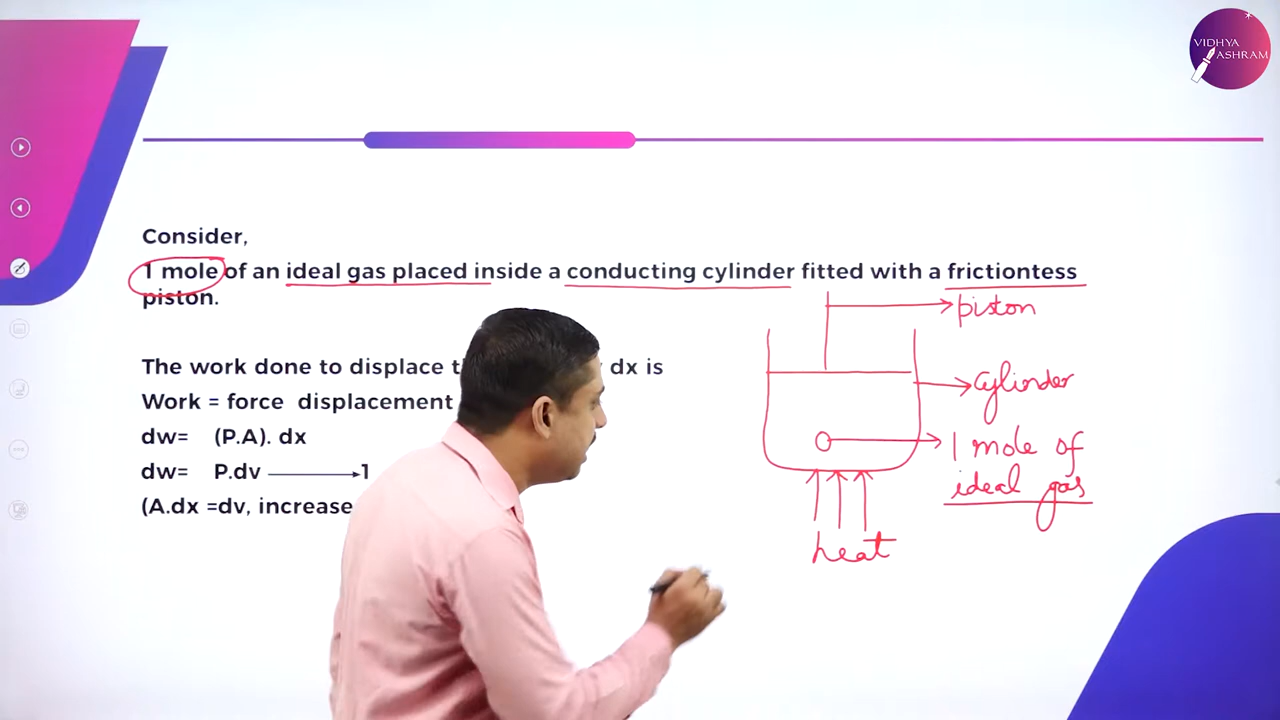 VIDHYA
ASHRAM
Consider,
1 mole of an ideal gas placed inside a conducting cylinder fitted with a frictiontess
piston.
piston
The work done to displace dx is
cylinder
Work = force displacement
dw= (P.A). dx
1 mole of
dw= P.dv 1
ideal gas
(A.dx =dv, increase
heat